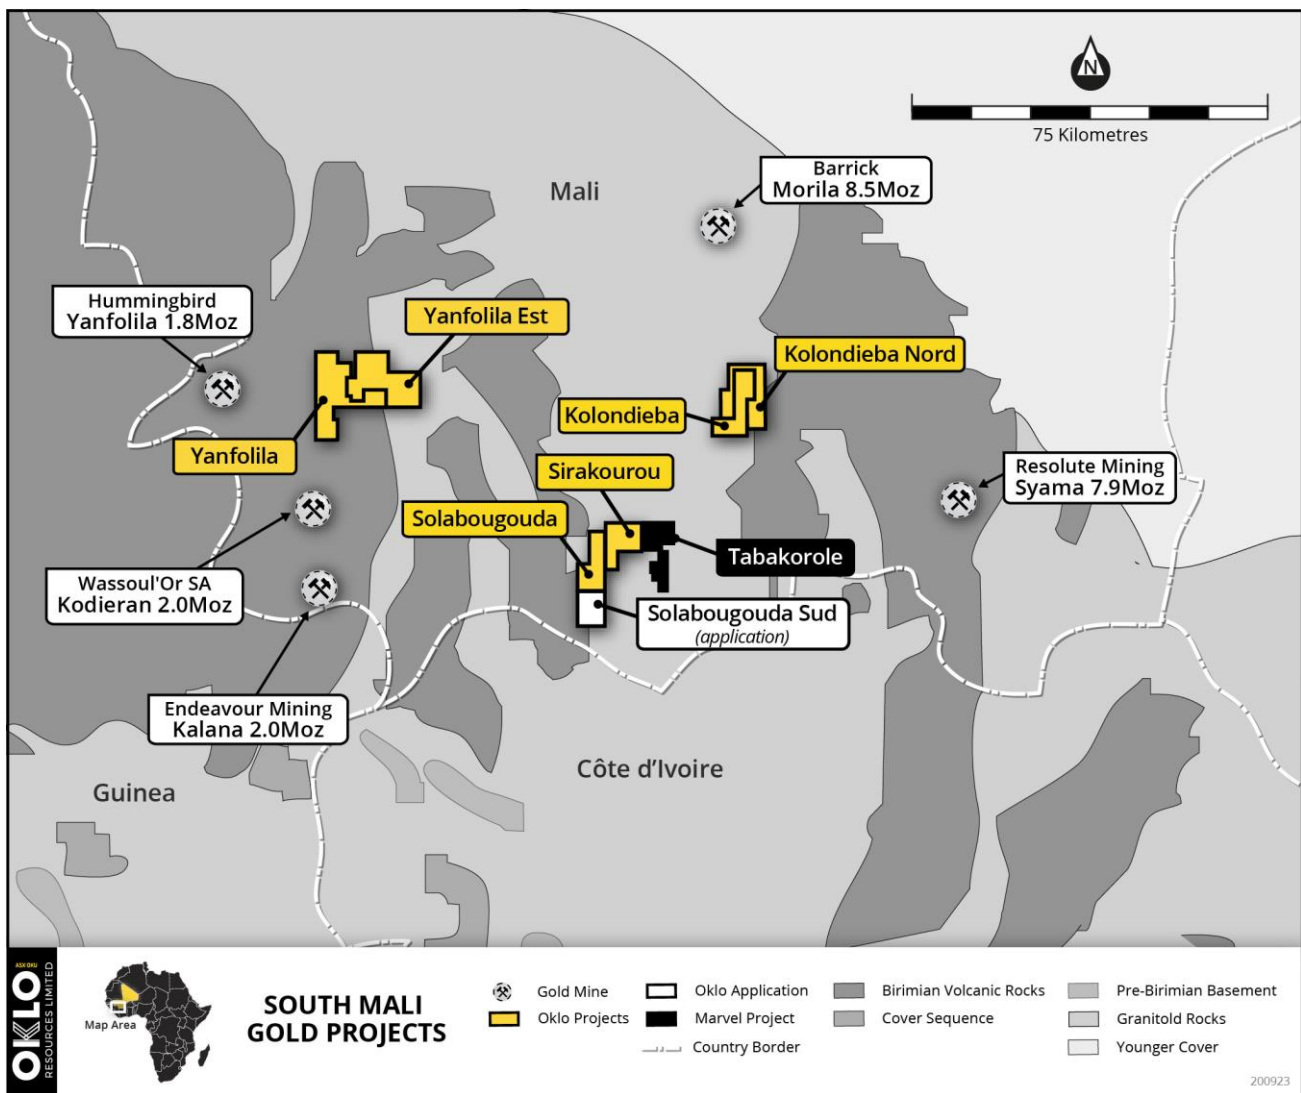 N
75 Kilometres
Barrick
Morila 8.5Moz
Mali
Hummingbird
Yanfolila 1.8Moz
Yanfolila Est
Kolondieba Nord
Kolondieba
Yanfolila
Sirakourou
Resolute Mining
Syama 7.9Moz
Solabougouda
Tabakorole
Wassoul'Or SA
Kodieran 2.0Moz
Solabougouda Sud
(application)
Endeavour Mining
Kalana 2.0Moz
Côte d'Ivoire
Guinea
ASX OKU
OKLO
RESOURCES LIMITED
Map Area
SOUTH MALI
GOLD PROJECTS
Gold Mine
Oklo Projects
Oklo Application
Marvel Project
Country Border
Birimian Volcanic Rocks
Cover Sequence
Pre-Birimian Basement
Granitold Rocks
Younger Cover
200923